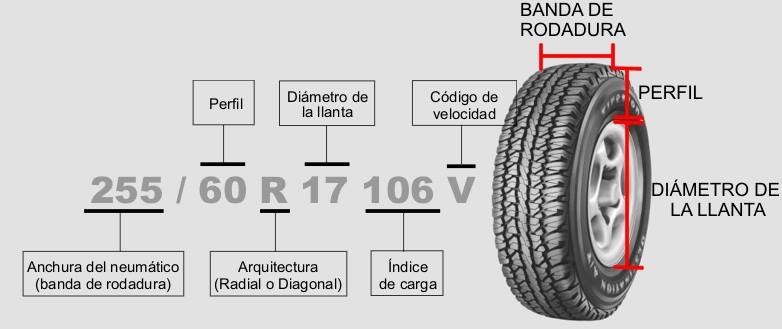 BANDA DE
RODADURA
Perfil
Diámetro de
la llanta
Código de
velocidad
PERFIL
255 / 60 R 17 106 V
DIÁMETRO DE
LA LLANTA
Anchura del neumático
(banda de rodadura)
Arquitectura
(Radial o Diagonal)
Índice
de carga